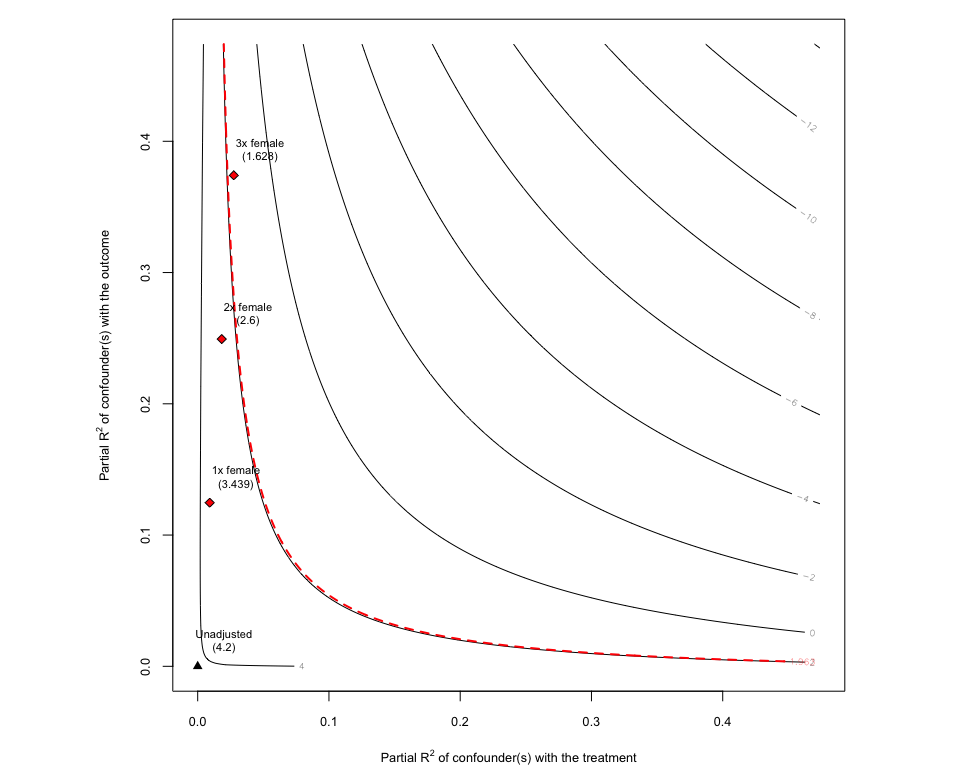 3x female
(1.628)
2x female
(2.6)
1x female
(3.439)
Unadjusted
(4.2)
−12
−10
−8
−6
−4
−2
0
2
4
0.4
0.3
0.2
0.1
0.0
0.0 0.1 0.2 0.3 0.4
Partial R² of confounder(s) with the outcome
Partial R² of confounder(s) with the treatment